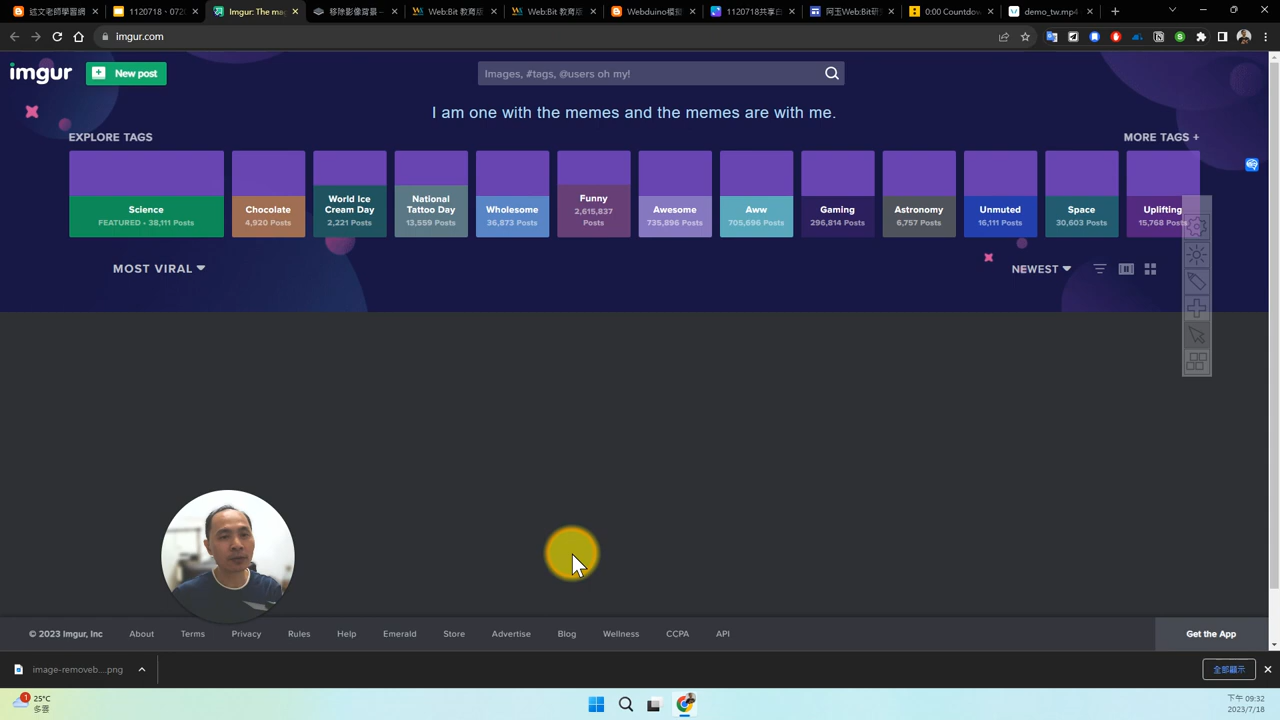 述文老師學習網
1120718、072
Imgur: The ma
移除影像背景 –
Web:Bit 教育版
Web:Bit 教育版
Webduino模擬
1120718共享白
阿玉Web:Bit研
0:00 Countdow
demo_tw.mp4
imgur.com
imgur
New post
Images, #tags, @users oh my!
I am one with the memes and the memes are with me.
EXPLORE TAGS
MORE TAGS +
Science
FEATURED • 38,111 Posts
Chocolate
4,920 Posts
World Ice
Cream Day
2,221 Posts
National
Tattoo Day
13,559 Posts
Wholesome
36,873 Posts
Funny
2,615,837
Posts
Awesome
735,896 Posts
Aww
705,696 Posts
Gaming
296,814 Posts
Astronomy
6,757 Posts
Unmuted
16,111 Posts
Space
30,603 Posts
Uplifting
15,768 Posts
MOST VIRAL
NEWEST
© 2023 Imgur, Inc
About
Terms
Privacy
Rules
Help
Emerald
Store
Advertise
Blog
Wellness
CCPA
API
Get the App
image-removeb....png
全部顯示
1
25°C
多雲
下午 09:32
2023/7/18